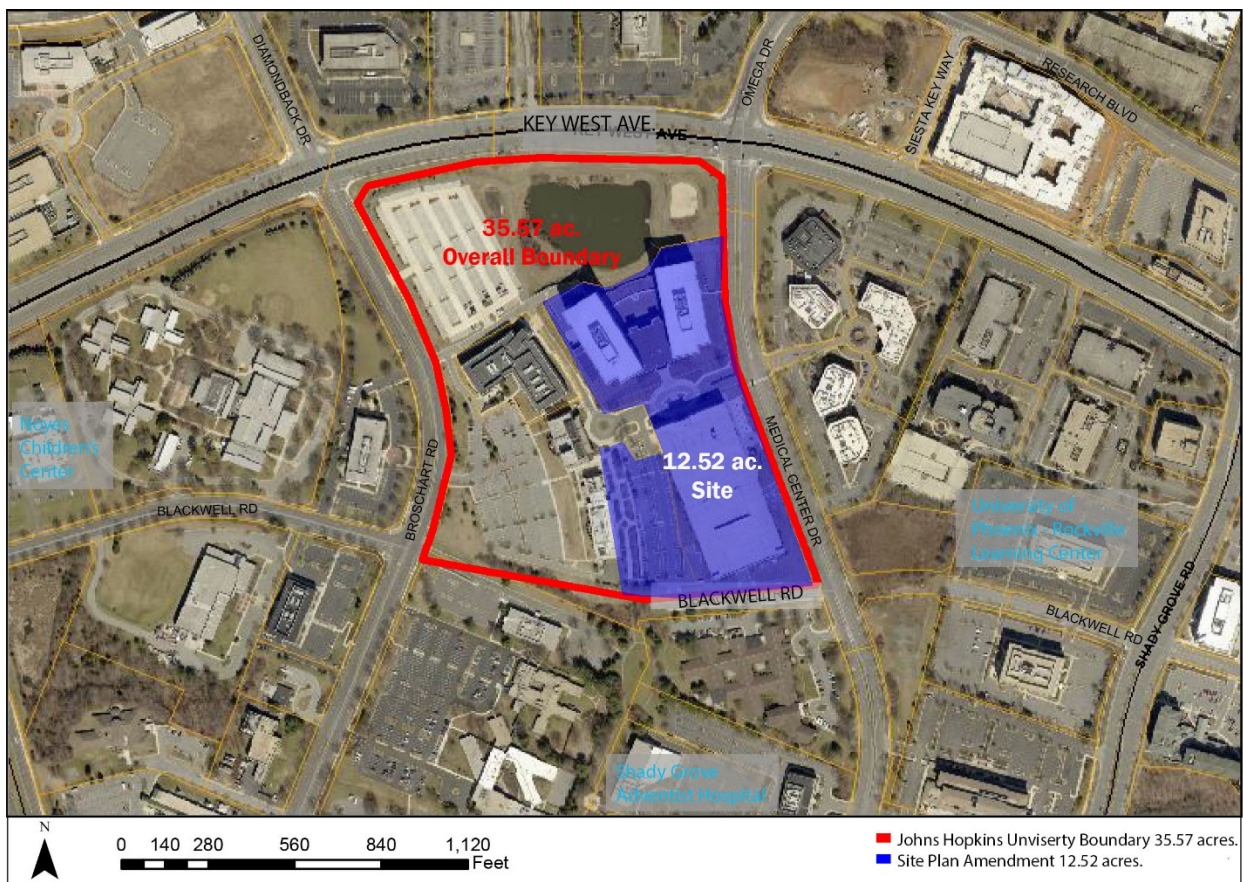 DIAMONDBACK DR
OMEGA DR
SIESTA KEY WAY
RESEARCH BLVD
KEY WEST AVE.
KEY WEST AVE
35.57 ac.
Overall Boundary
12.52 ac.
Site
MEDICAL CENTER DR
BROSCHART RD
Noyes
Children's
Center
BLACKWELL RD
University of
Phoenix - Rockville
Learning Center
BLACKWELL RD
BLACKWELL RD
SHADY GROVE RD
Shady Grove
Adventist Hospital
N
0 140 280 560 840 1,120
Feet
Johns Hopkins Unviserty Boundary 35.57 acres.
Site Plan Amendment 12.52 acres.